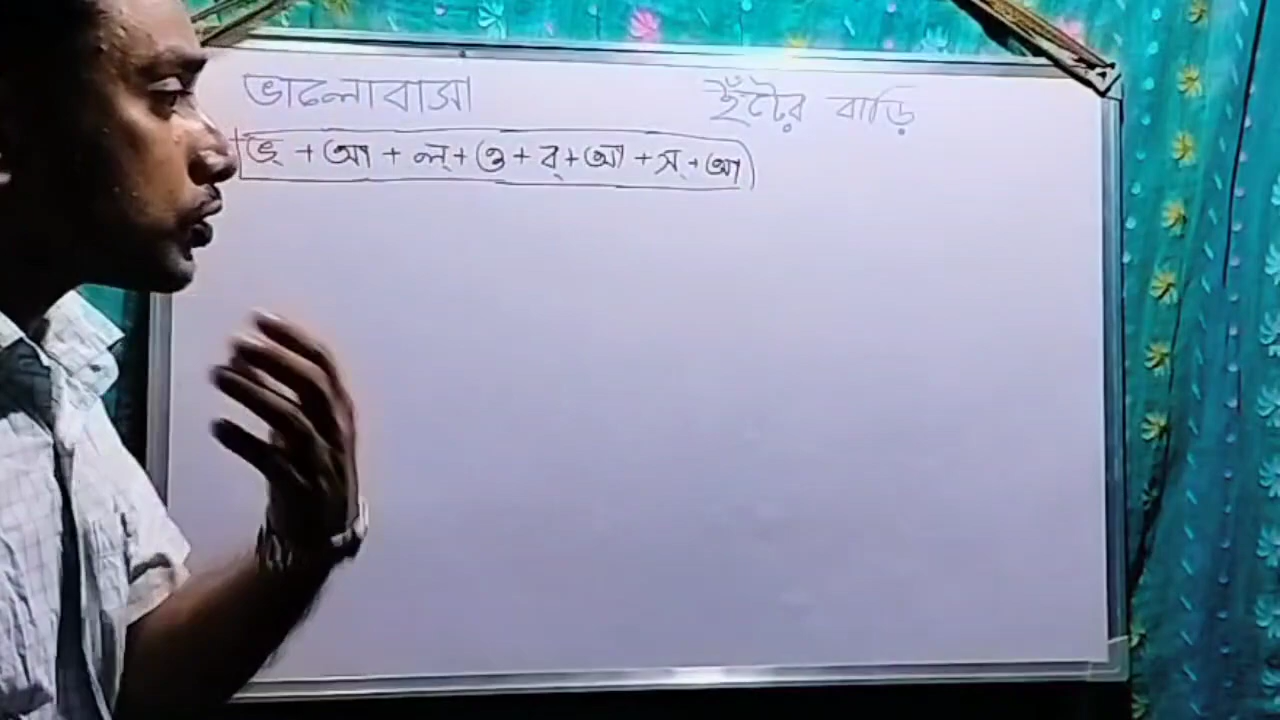 ভালোবাসা
ইঁটের বাড়ি
ভ্ + আ + ল্ + ও + ব্ + আ + স্ + আ